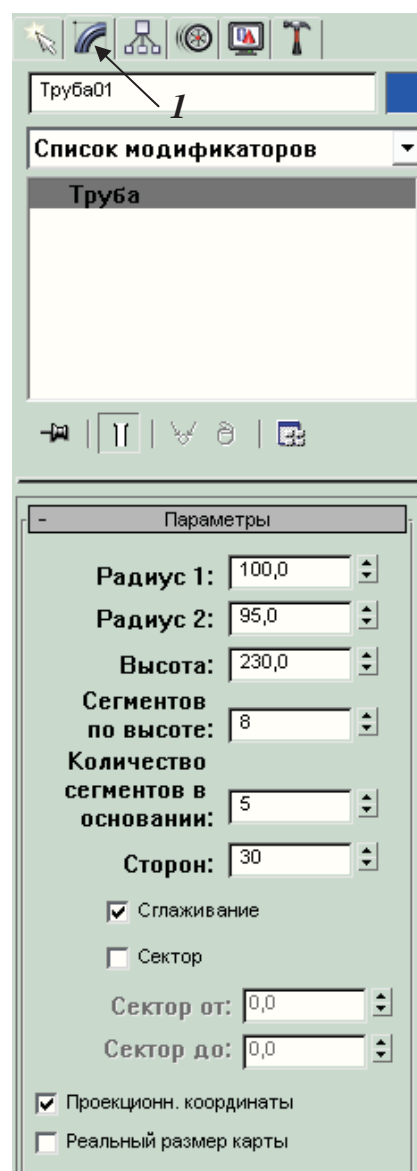 Труба01
1
Список модификаторов
Труба
- Параметры
Радиус 1: 100,0
Радиус 2: 95,0
Высота: 230,0
Сегментов
по высоте: 8
Количество
сегментов в
основании: 5
Сторон: 30
Сглаживание
Сектор
Сектор от: 0,0
Сектор до: 0,0
Проекционн. координаты
Реальный размер карты